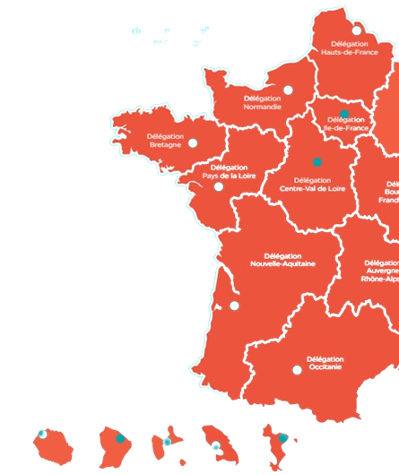 Délégation
Hauts-de-France
Délégation
Normandie
Délégation
Ile-de-France
Délégation
Bretagne
Délégation
Pays de la Loire
Délégation
Centre-Val de Loire
Délégation
Nouvelle-Aquitaine
Délégation
Auvergne
Rhône-Alpes
Délégation
Occitanie